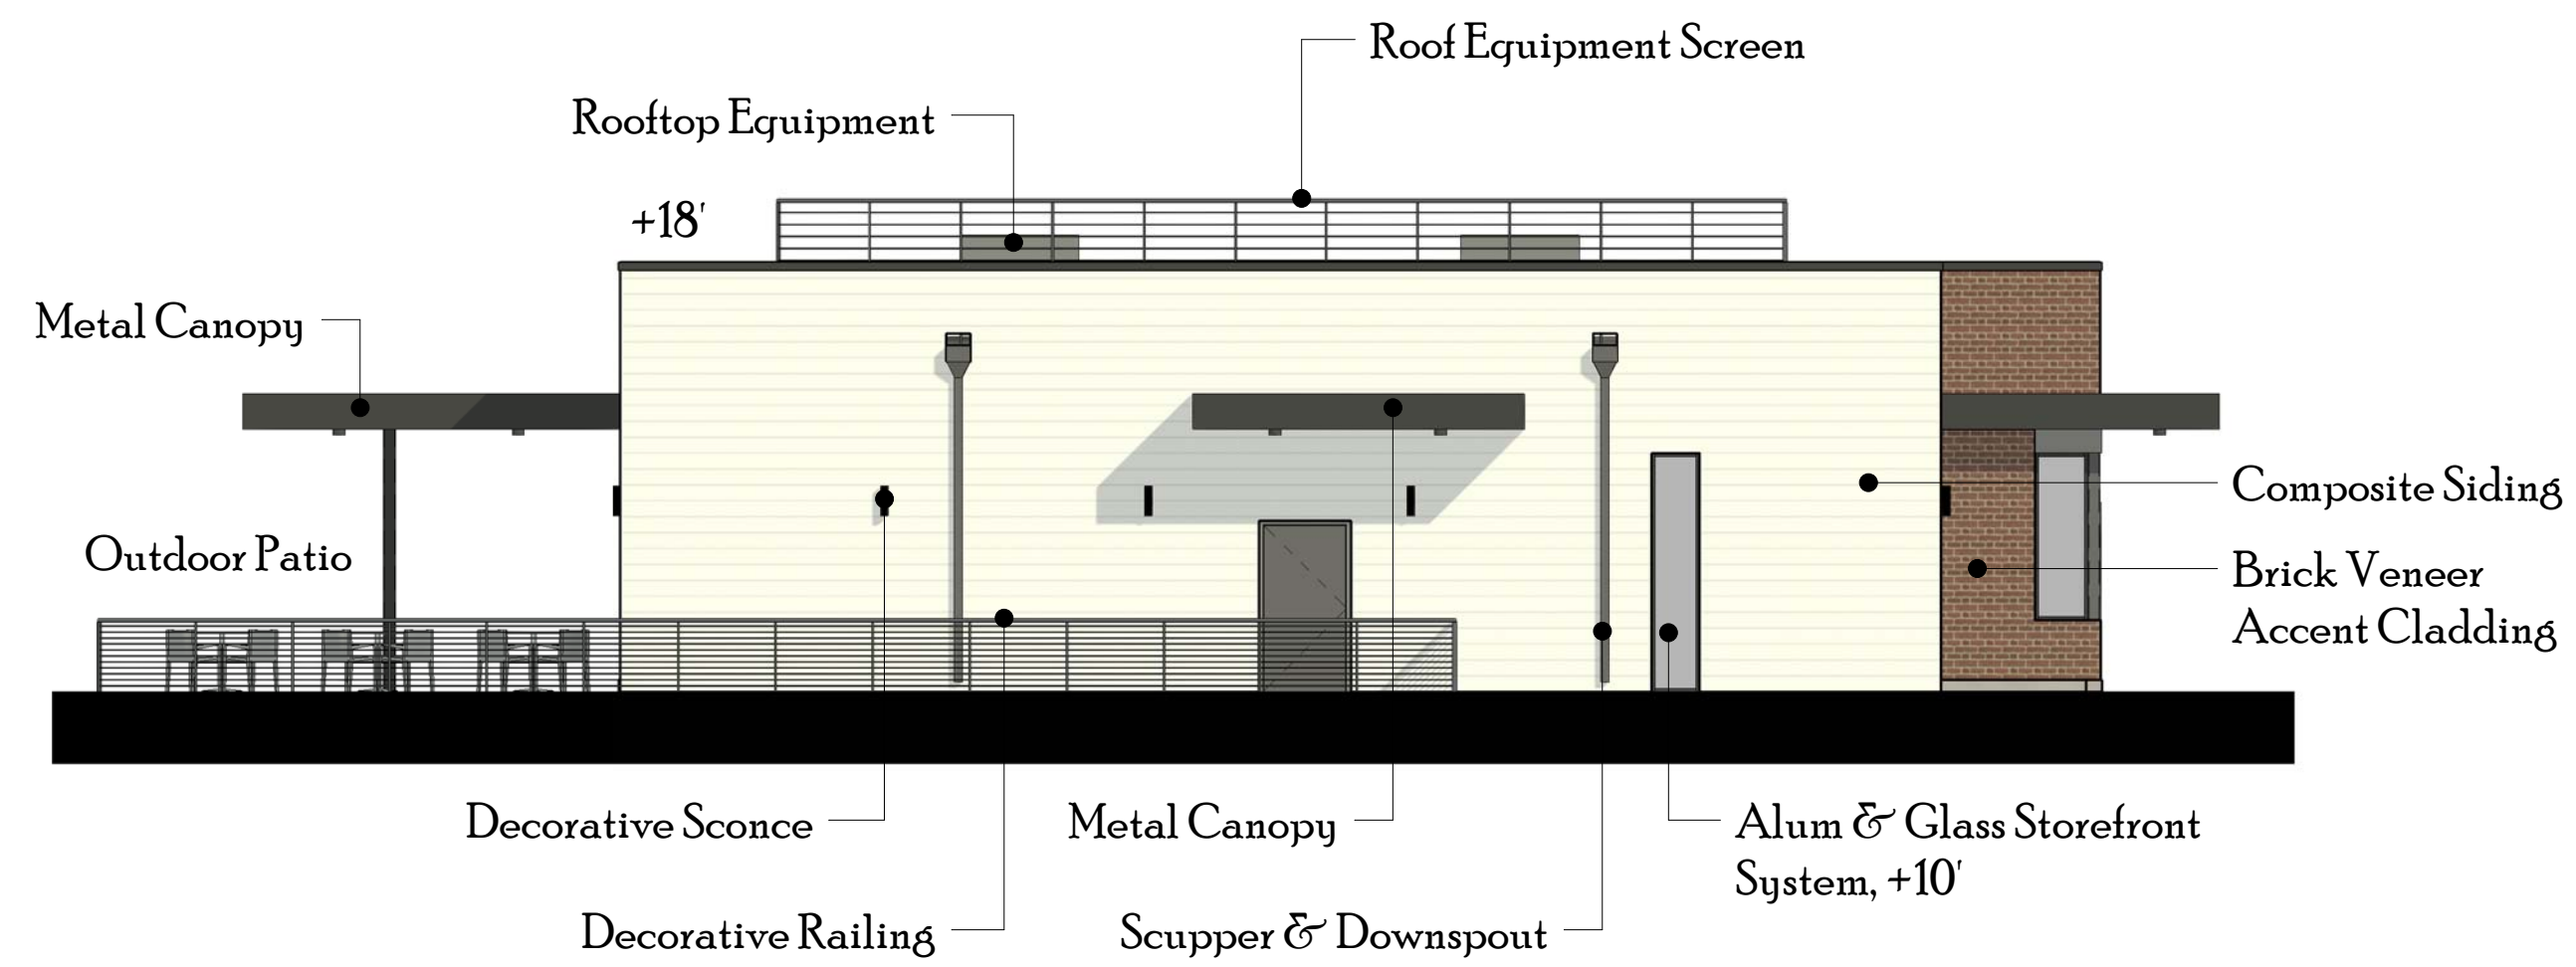 Roof Equipment Screen
Rooftop Equipment
+18'
Metal Canopy
Composite Siding
Outdoor Patio
Brick Veneer
Accent Cladding
Decorative Sconce
Metal Canopy
Alum & Glass Storefront
System, +10'
Decorative Railing
Scupper & Downspout